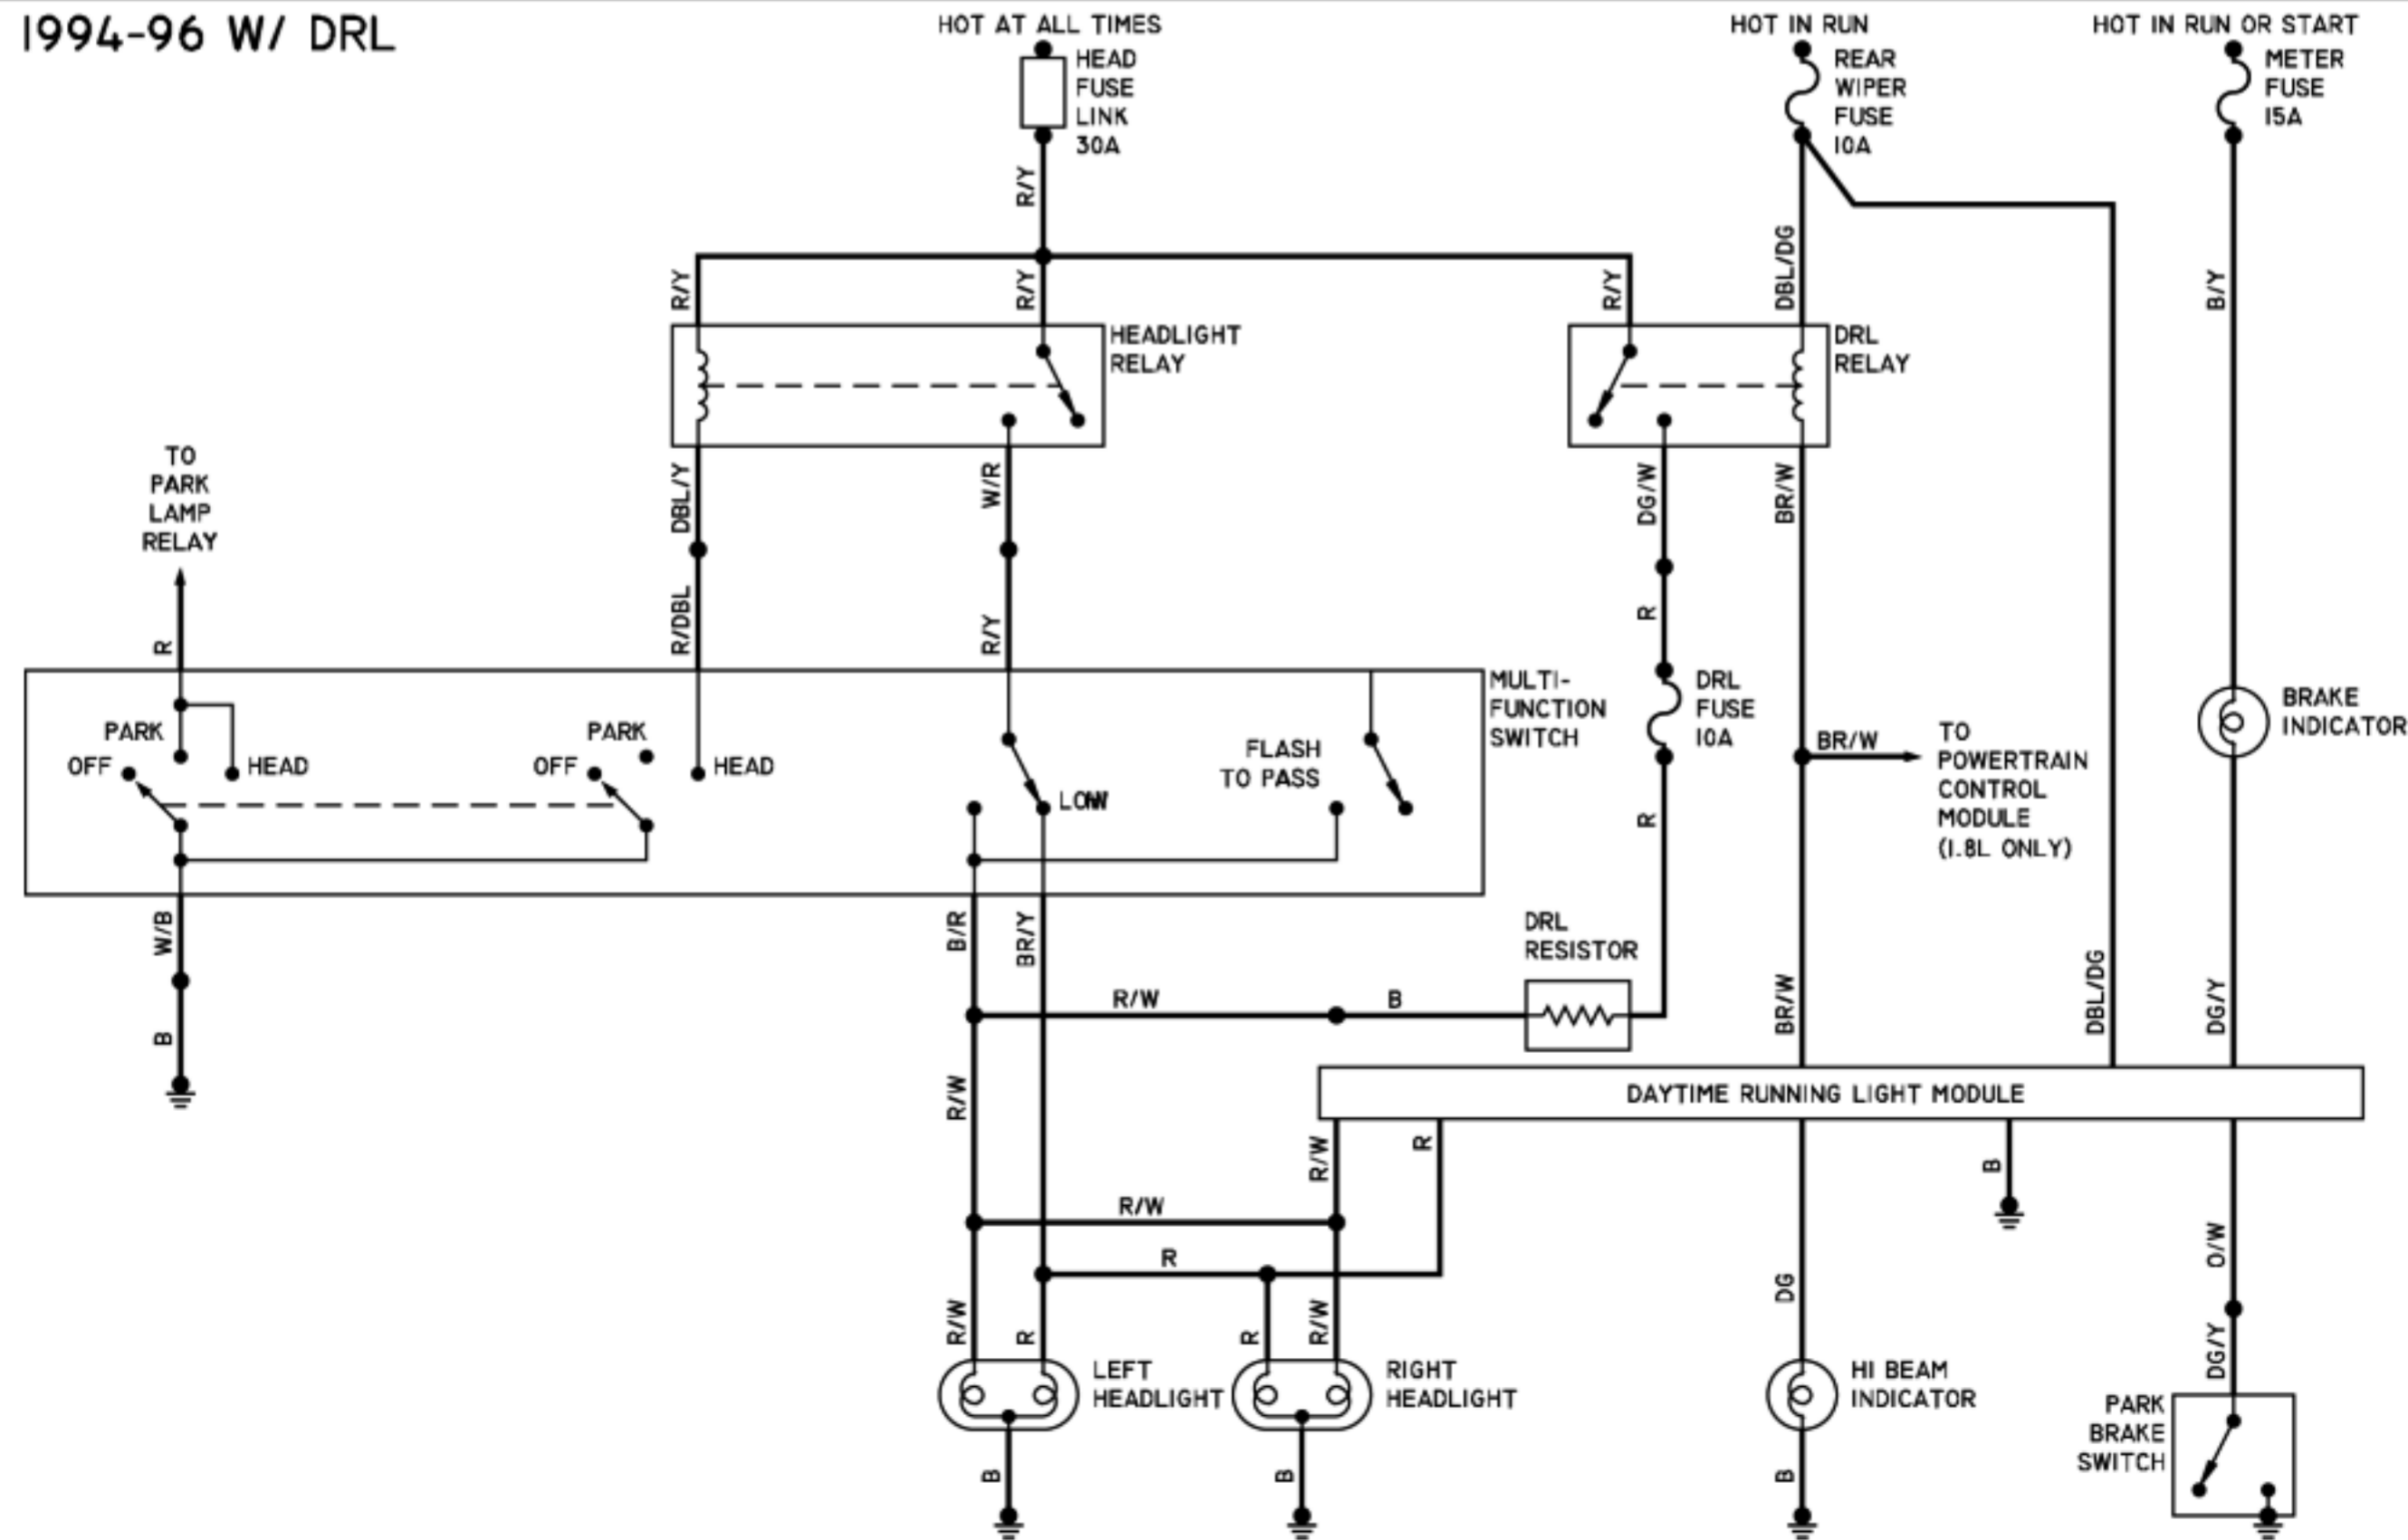 1994-96 W/ DRL
HOT AT ALL TIMES
HEAD
FUSE
LINK
30A
HOT IN RUN
REAR
WIPER
FUSE
10A
HOT IN RUN OR START
METER
FUSE
15A
R/Y
R/Y
R/Y
R/Y
DBL/DG
B/Y
HEADLIGHT
RELAY
DRL
RELAY
TO
PARK
LAMP
RELAY
DBL/Y
W/R
DG/W
BR/W
R
R/DBL
R/Y
R
MULTI-
FUNCTION
SWITCH
DRL
FUSE
10A
BRAKE
INDICATOR
PARK
OFF
HEAD
PARK
OFF
HEAD
LOW
FLASH
TO PASS
R
BR/W
TO
POWERTRAIN
CONTROL
MODULE
(1.8L ONLY)
W/B
B/R
BR/Y
DRL
RESISTOR
B
R/W
B
BR/W
DBL/DG
DG/Y
DAYTIME RUNNING LIGHT MODULE
R/W
R/W
R
B
R/W
R
O/W
DG
R/W
R
R
R/W
DG/Y
LEFT
HEADLIGHT
RIGHT
HEADLIGHT
HI BEAM
INDICATOR
PARK
BRAKE
SWITCH
B
B
B